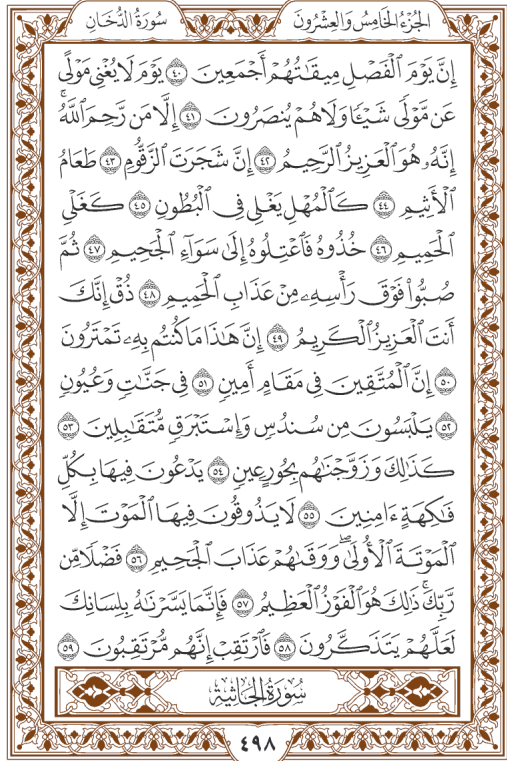 سُورَةُ الدُّخَانِ
الجُزْءُ الخَامِسُ وَالعِشْرُونَ
إِنَّ يَوْمَ ٱلْفَصْلِ مِيقَٰتُهُمْ أَجْمَعِينَ ٤٠ يَوْمَ لَا يُغْنِى مَوْلًى
عَن مَّوْلًى شَيْـًٔا وَلَا هُمْ يُنصَرُونَ ٤١ إِلَّا مَن رَّحِمَ ٱللَّهُۚ
إِنَّهُۥ هُوَ ٱلْعَزِيزُ ٱلرَّحِيمُ ٤٢ إِنَّ شَجَرَتَ ٱلزَّقُّومِ ٤٣ طَعَامُ
ٱلْأَثِيمِ ٤٤ كَٱلْمُهْلِ يَغْلِى فِى ٱلْبُطُونِ ٤٥ كَغَلْىِ
ٱلْحَمِيمِ ٤٦ خُذُوهُ فَٱعْتِلُوهُ إِلَىٰ سَوَآءِ ٱلْجَحِيمِ ٤٧ ثُمَّ
صُبُّوا۟ فَوْقَ رَأْسِهِۦ مِنْ عَذَابِ ٱلْحَمِيمِ ٤٨ ذُقْ إِنَّكَ
أَنتَ ٱلْعَزِيزُ ٱلْكَرِيمُ ٤٩ إِنَّ هَٰذَا مَا كُنتُم بِهِۦ تَمْتَرُونَ
٥٠ إِنَّ ٱلْمُتَّقِينَ فِى مَقَامٍ أَمِينٍ ٥١ فِى جَنَّٰتٍ وَعُيُونٍ
٥٢ يَلْبَسُونَ مِن سُندُسٍ وَإِسْتَبْرَقٍ مُّتَقَٰبِلِينَ ٥٣
كَذَٰلِكَ وَزَوَّجْنَٰهُم بِحُورٍ عِينٍ ٥٤ يَدْعُونَ فِيهَا بِكُلِّ
فَٰكِهَةٍ ءَامِنِينَ ٥٥ لَا يَذُوقُونَ فِيهَا ٱلْمَوْتَ إِلَّا
ٱلْمَوْتَةَ ٱلْأُولَىٰۖ وَوَقَىٰهُمْ عَذَابَ ٱلْجَحِيمِ ٥٦ فَضْلًا مِّن
رَّبِّكَۚ ذَٰلِكَ هُوَ ٱلْفَوْزُ ٱلْعَظِيمُ ٥٧ فَإِنَّمَا يَسَّرْنَٰهُ بِلِسَانِكَ
لَعَلَّهُمْ يَتَذَكَّرُونَ ٥٨ فَٱرْتَقِبْ إِنَّهُم مُّرْتَقِبُونَ ٥٩
سُورَةُ الجَاثِيَةِ
٤٩٨